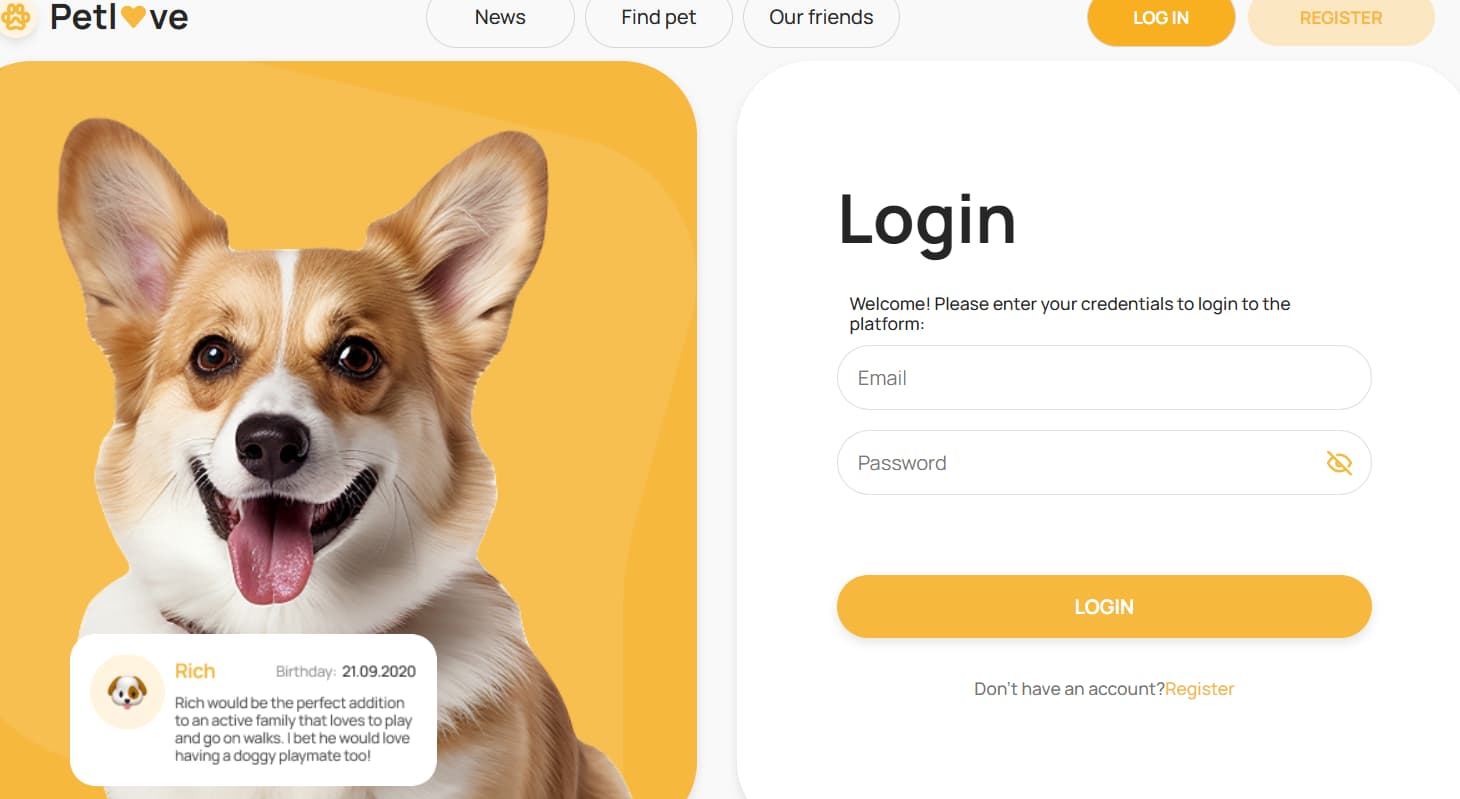 Petl ve
News
Find pet
Our friends
LOG IN
REGISTER
Login
Welcome! Please enter your credentials to login to the
platform:
Email
Password
LOGIN
Don't have an account?Register
Rich
Birthday: 21.09.2020
Rich would be the perfect addition
to an active family that loves to play
and go on walks. I bet he would love
having a doggy playmate too!